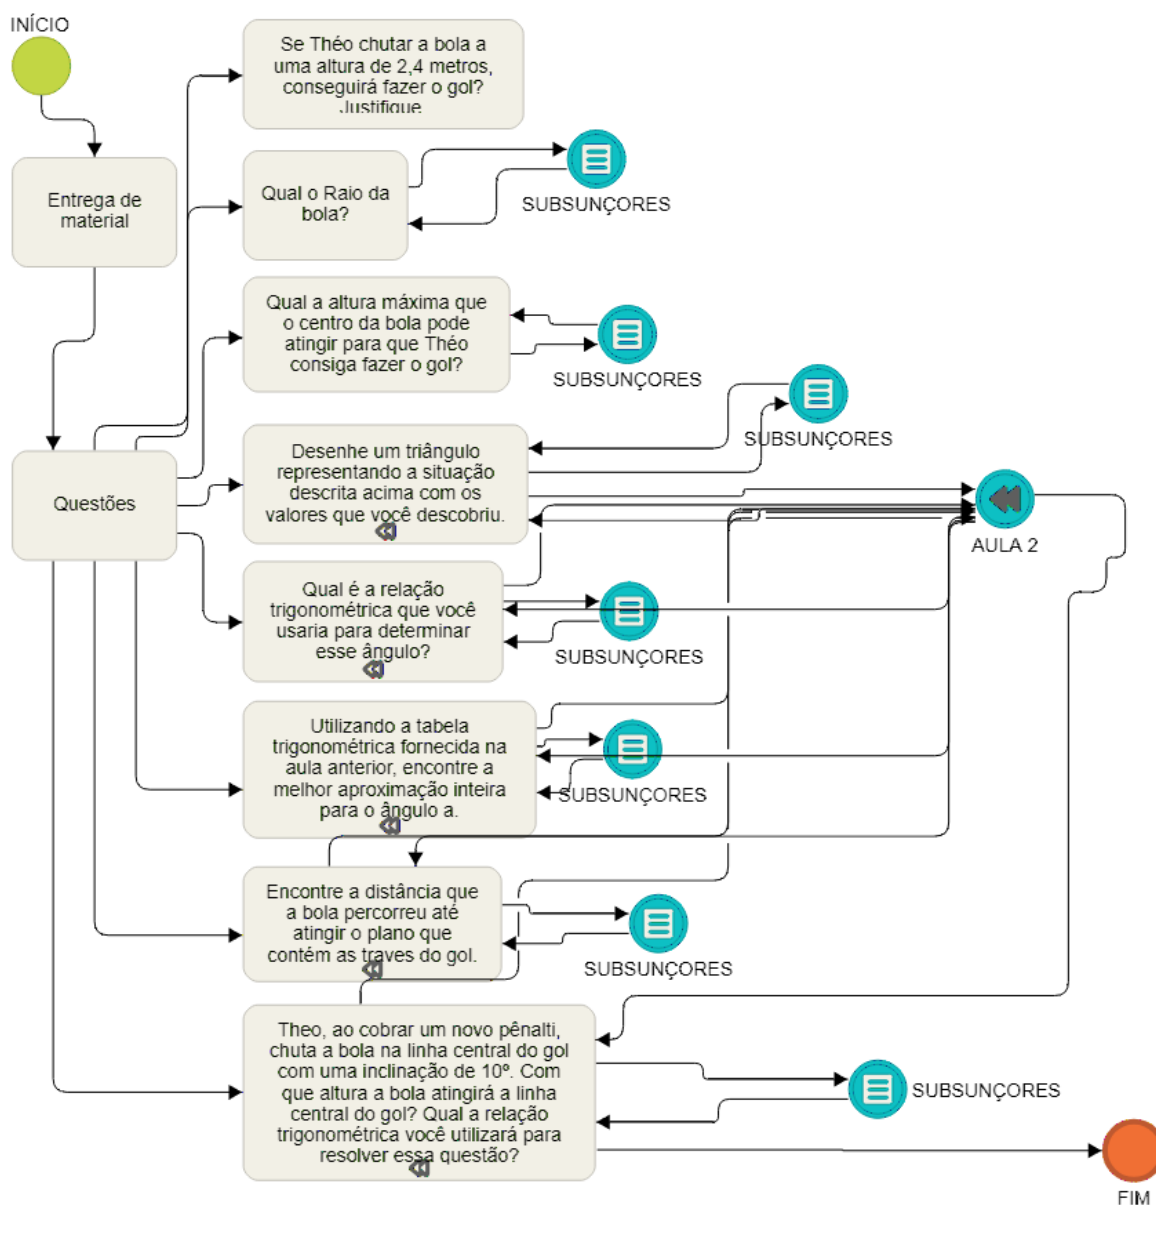 INÍCIO
Se Théo chutar a bola a
uma altura de 2,4 metros,
conseguirá fazer o gol?
Justifique
Entrega de
material
Qual o Raio da
bola?
SUBSUNÇORES
Qual a altura máxima que
o centro da bola pode
atingir para que Théo
consiga fazer o gol?
SUBSUNÇORES
SUBSUNÇORES
Questões
Desenhe um triângulo
representando a situação
descrita acima com os
valores que você descobriu.
AULA 2
Qual é a relação
trigonométrica que você
usaria para determinar
esse ângulo?
SUBSUNÇORES
Utilizando a tabela
trigonométrica fornecida na
aula anterior, encontre a
melhor aproximação inteira
para o ângulo a.
SUBSUNÇORES
Encontre a distância que
a bola percorreu até
atingir o plano que
contém as traves do gol.
SUBSUNÇORES
Theo, ao cobrar um novo pênalti,
chuta a bola na linha central do gol
com uma inclinação de 10º. Com
que altura a bola atingirá a linha
central do gol? Qual a relação
trigonométrica você utilizará para
resolver essa questão?
SUBSUNÇORES
FIM